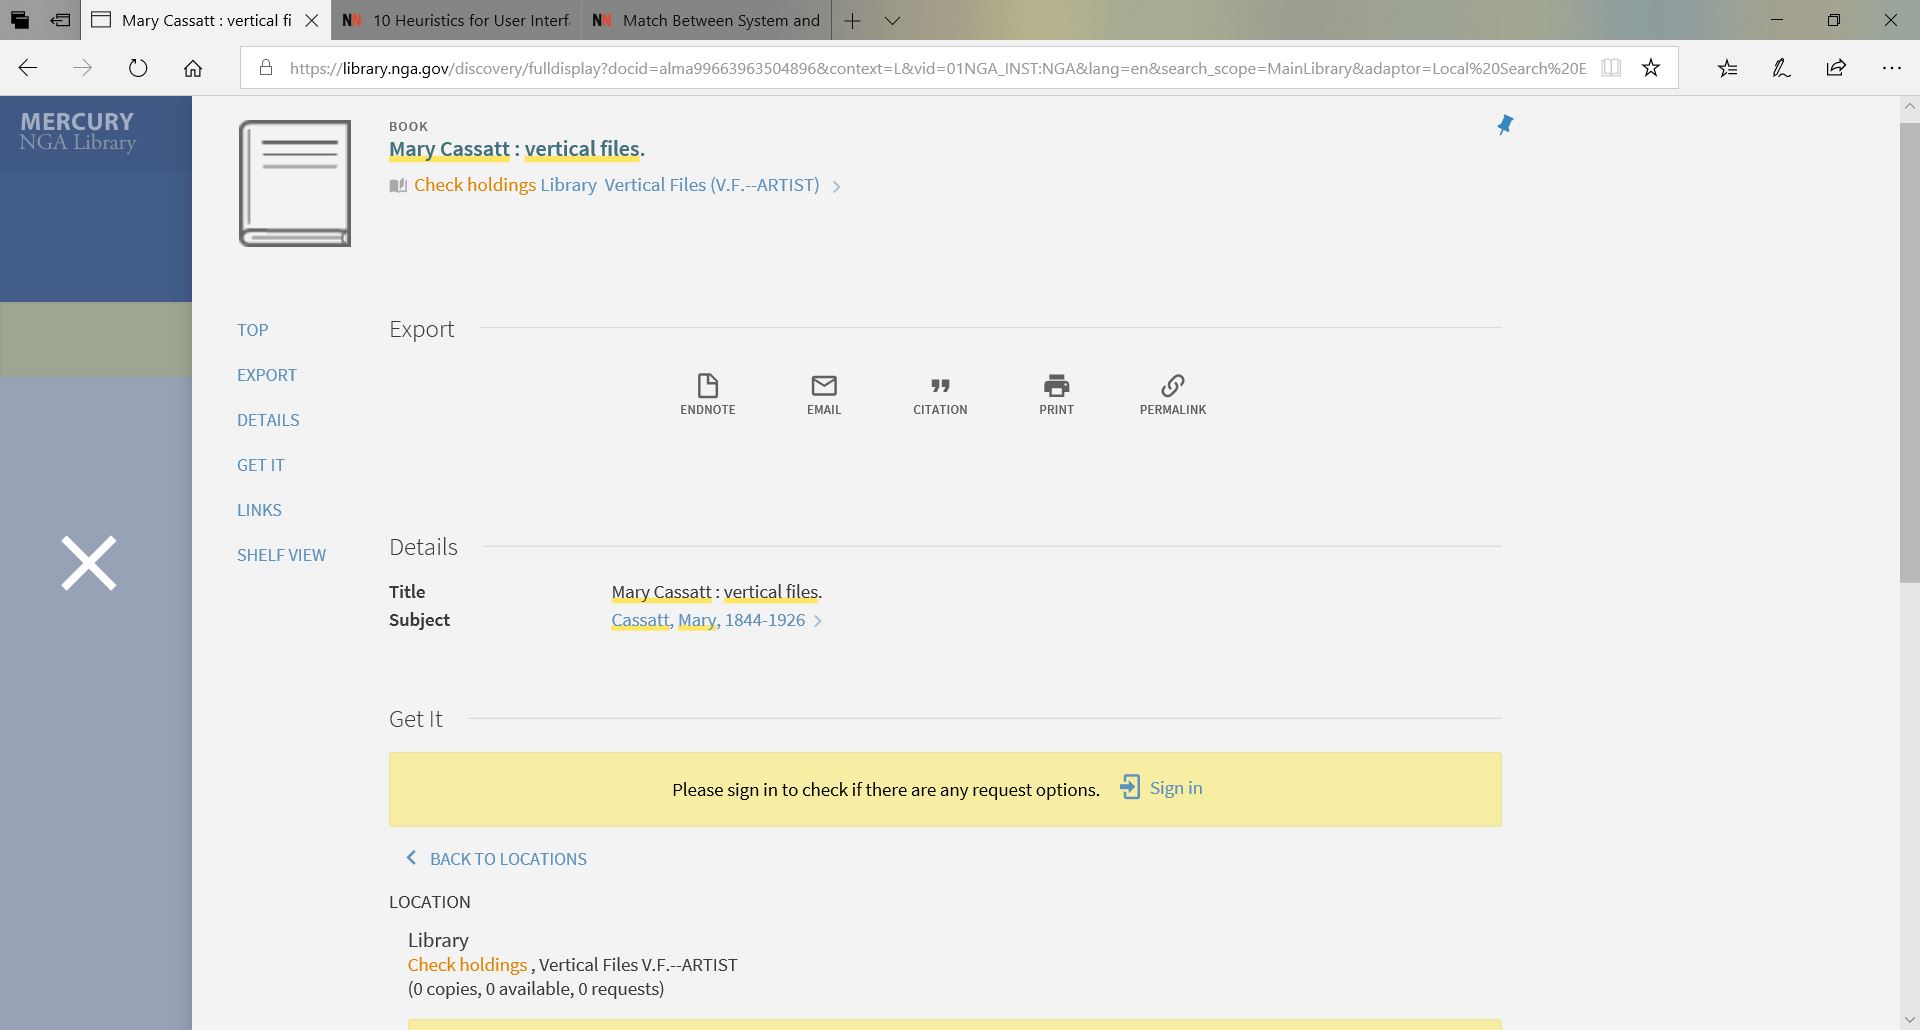 Mary Cassatt : vertical fi
NN 10 Heuristics for User Interf
NN Match Between System and
https://library.nga.gov/discovery/fulldisplay?docid=alma99663963504896&context=L&vid=01NGA_INST:NGA&lang=en&search_scope=MainLibrary&adaptor=Local%20Search%20E
MERCURY
NGA Library
BOOK
Mary Cassatt : vertical files.
Check holdings Library Vertical Files (V.F.--ARTIST)
TOP
EXPORT
DETAILS
GET IT
LINKS
SHELF VIEW
Export
ENDNOTE
EMAIL
CITATION
PRINT
PERMALINK
Details
Title Mary Cassatt : vertical files.
Subject Cassatt, Mary, 1844-1926
Get It
Please sign in to check if there are any request options. Sign in
BACK TO LOCATIONS
LOCATION
Library
Check holdings , Vertical Files V.F.--ARTIST
(0 copies, 0 available, 0 requests)